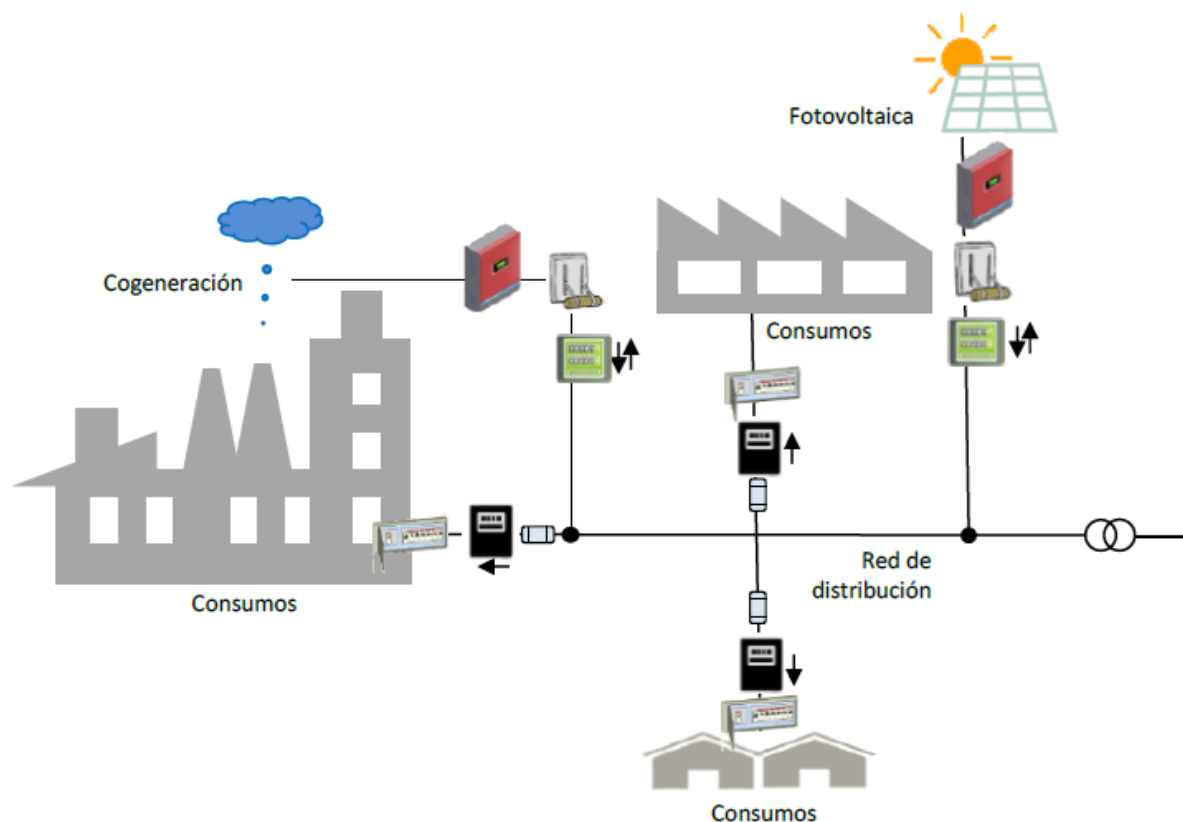 Fotovoltaica
Cogeneración
Consumos
Red de
distribución
Consumos
Consumos